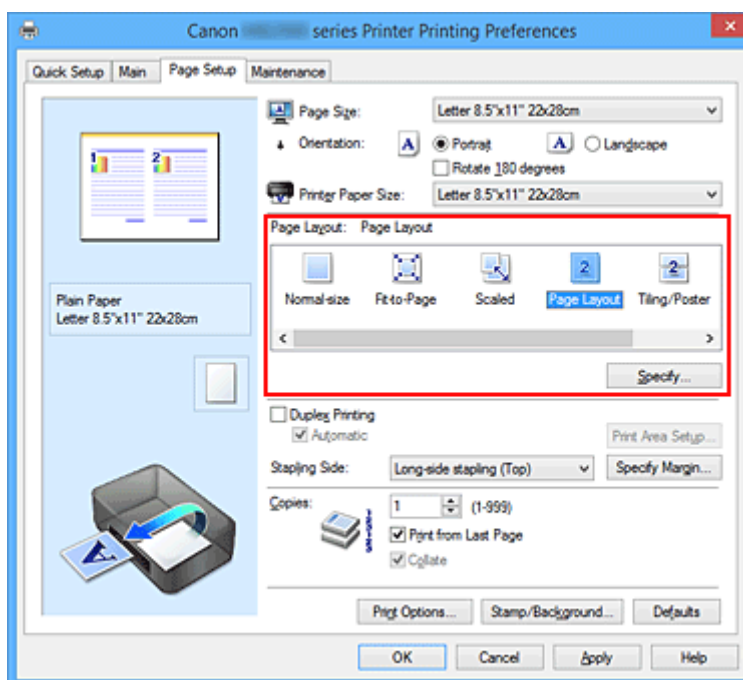 Canon series Printer Printing Preferences
Quick Setup Main Page Setup Maintenance
1 2
Plain Paper
Letter 8.5"x11" 22x28cm
Page Size: Letter 8.5"x11" 22x28cm
Orientation: A Portrait A Landscape
Rotate 180 degrees
Printer Paper Size: Letter 8.5"x11" 22x28cm
Page Layout: Page Layout
2 2
Normal-size Fit-to-Page Scaled Page Layout Tiling/Poster
Specify...
Duplex Printing
Automatic Print Area Setup...
Stapling Side: Long-side stapling (Top) Specify Margin...
Copies: 1 (1-999)
Print from Last Page
Collate
A
Print Options... Stamp/Background... Defaults
OK Cancel Apply Help